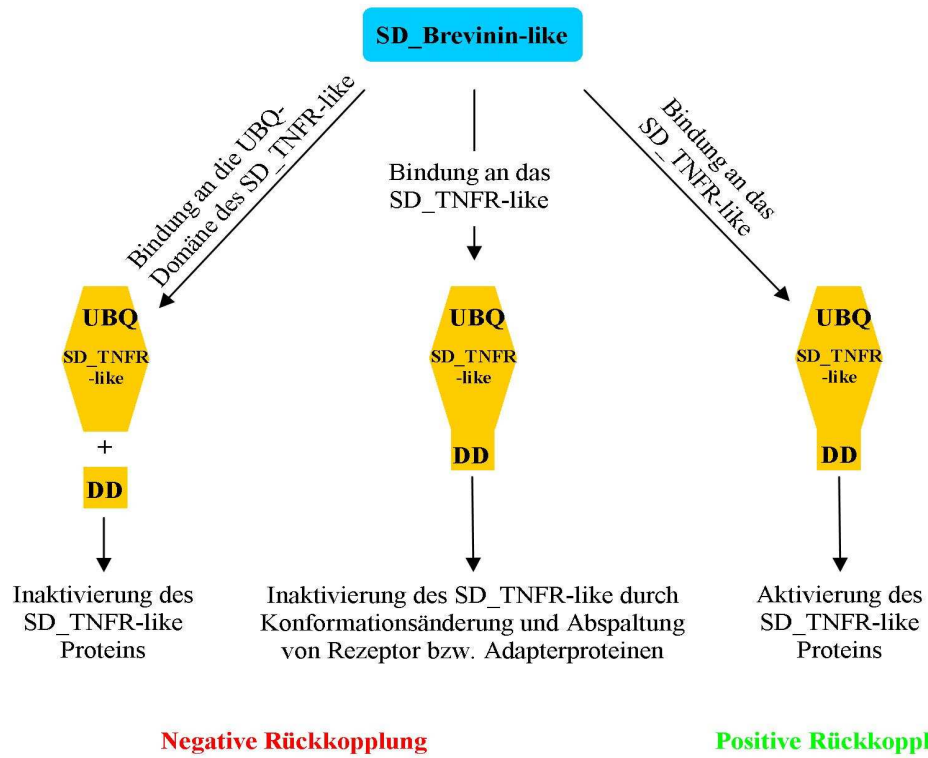 SD_Brevinin-like
Bindung an die UBQ-
Domäne des SD_TNFR-like
Bindung an das
SD_TNFR-like
Bindung an das
SD_TNFR-like
UBQ
SD_TNFR
-like
+
DD
UBQ
SD_TNFR
-like
DD
UBQ
SD_TNFR
-like
DD
Inaktivierung des
SD_TNFR-like
Proteins
Inaktivierung des SD_TNFR-like durch
Konformationsänderung und Abspaltung
von Rezeptor bzw. Adapterproteinen
Aktivierung des
SD_TNFR-like
Proteins
Negative Rückkopplung
Positive Rückkoppl